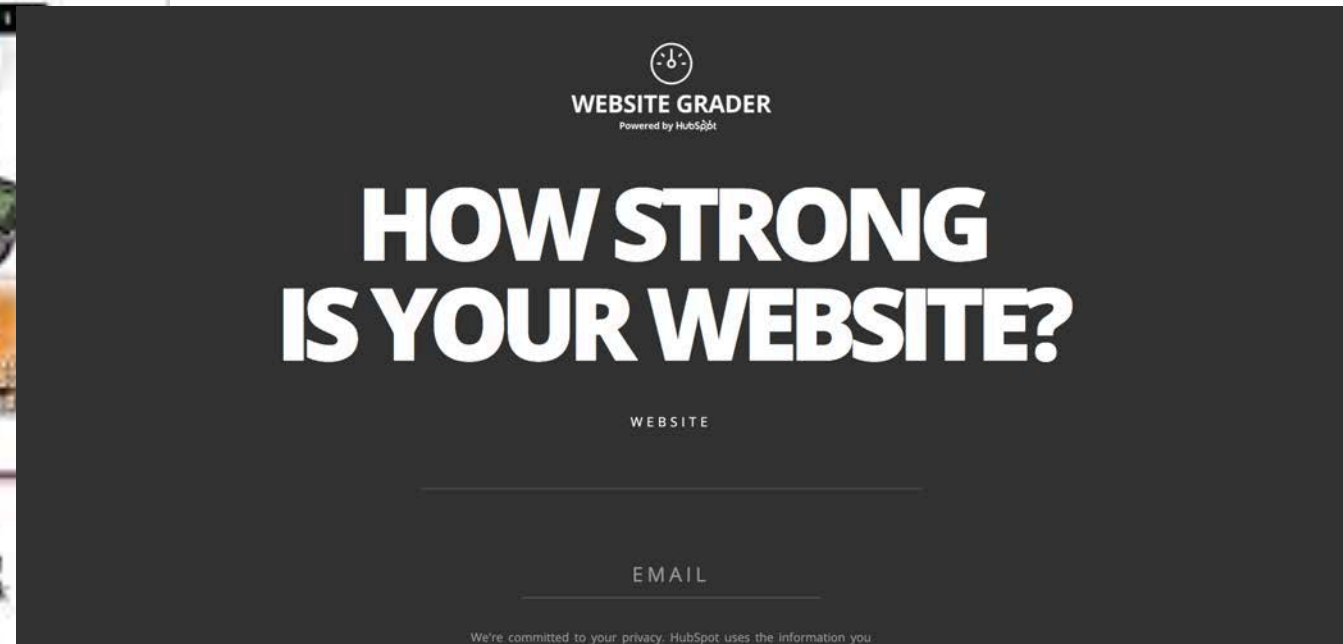 WEBSITE GRADER
Powered by HubSpot
HOW STRONG
IS YOUR WEBSITE?
WEBSITE
EMAIL
We're committed to your privacy. HubSpot uses the information you